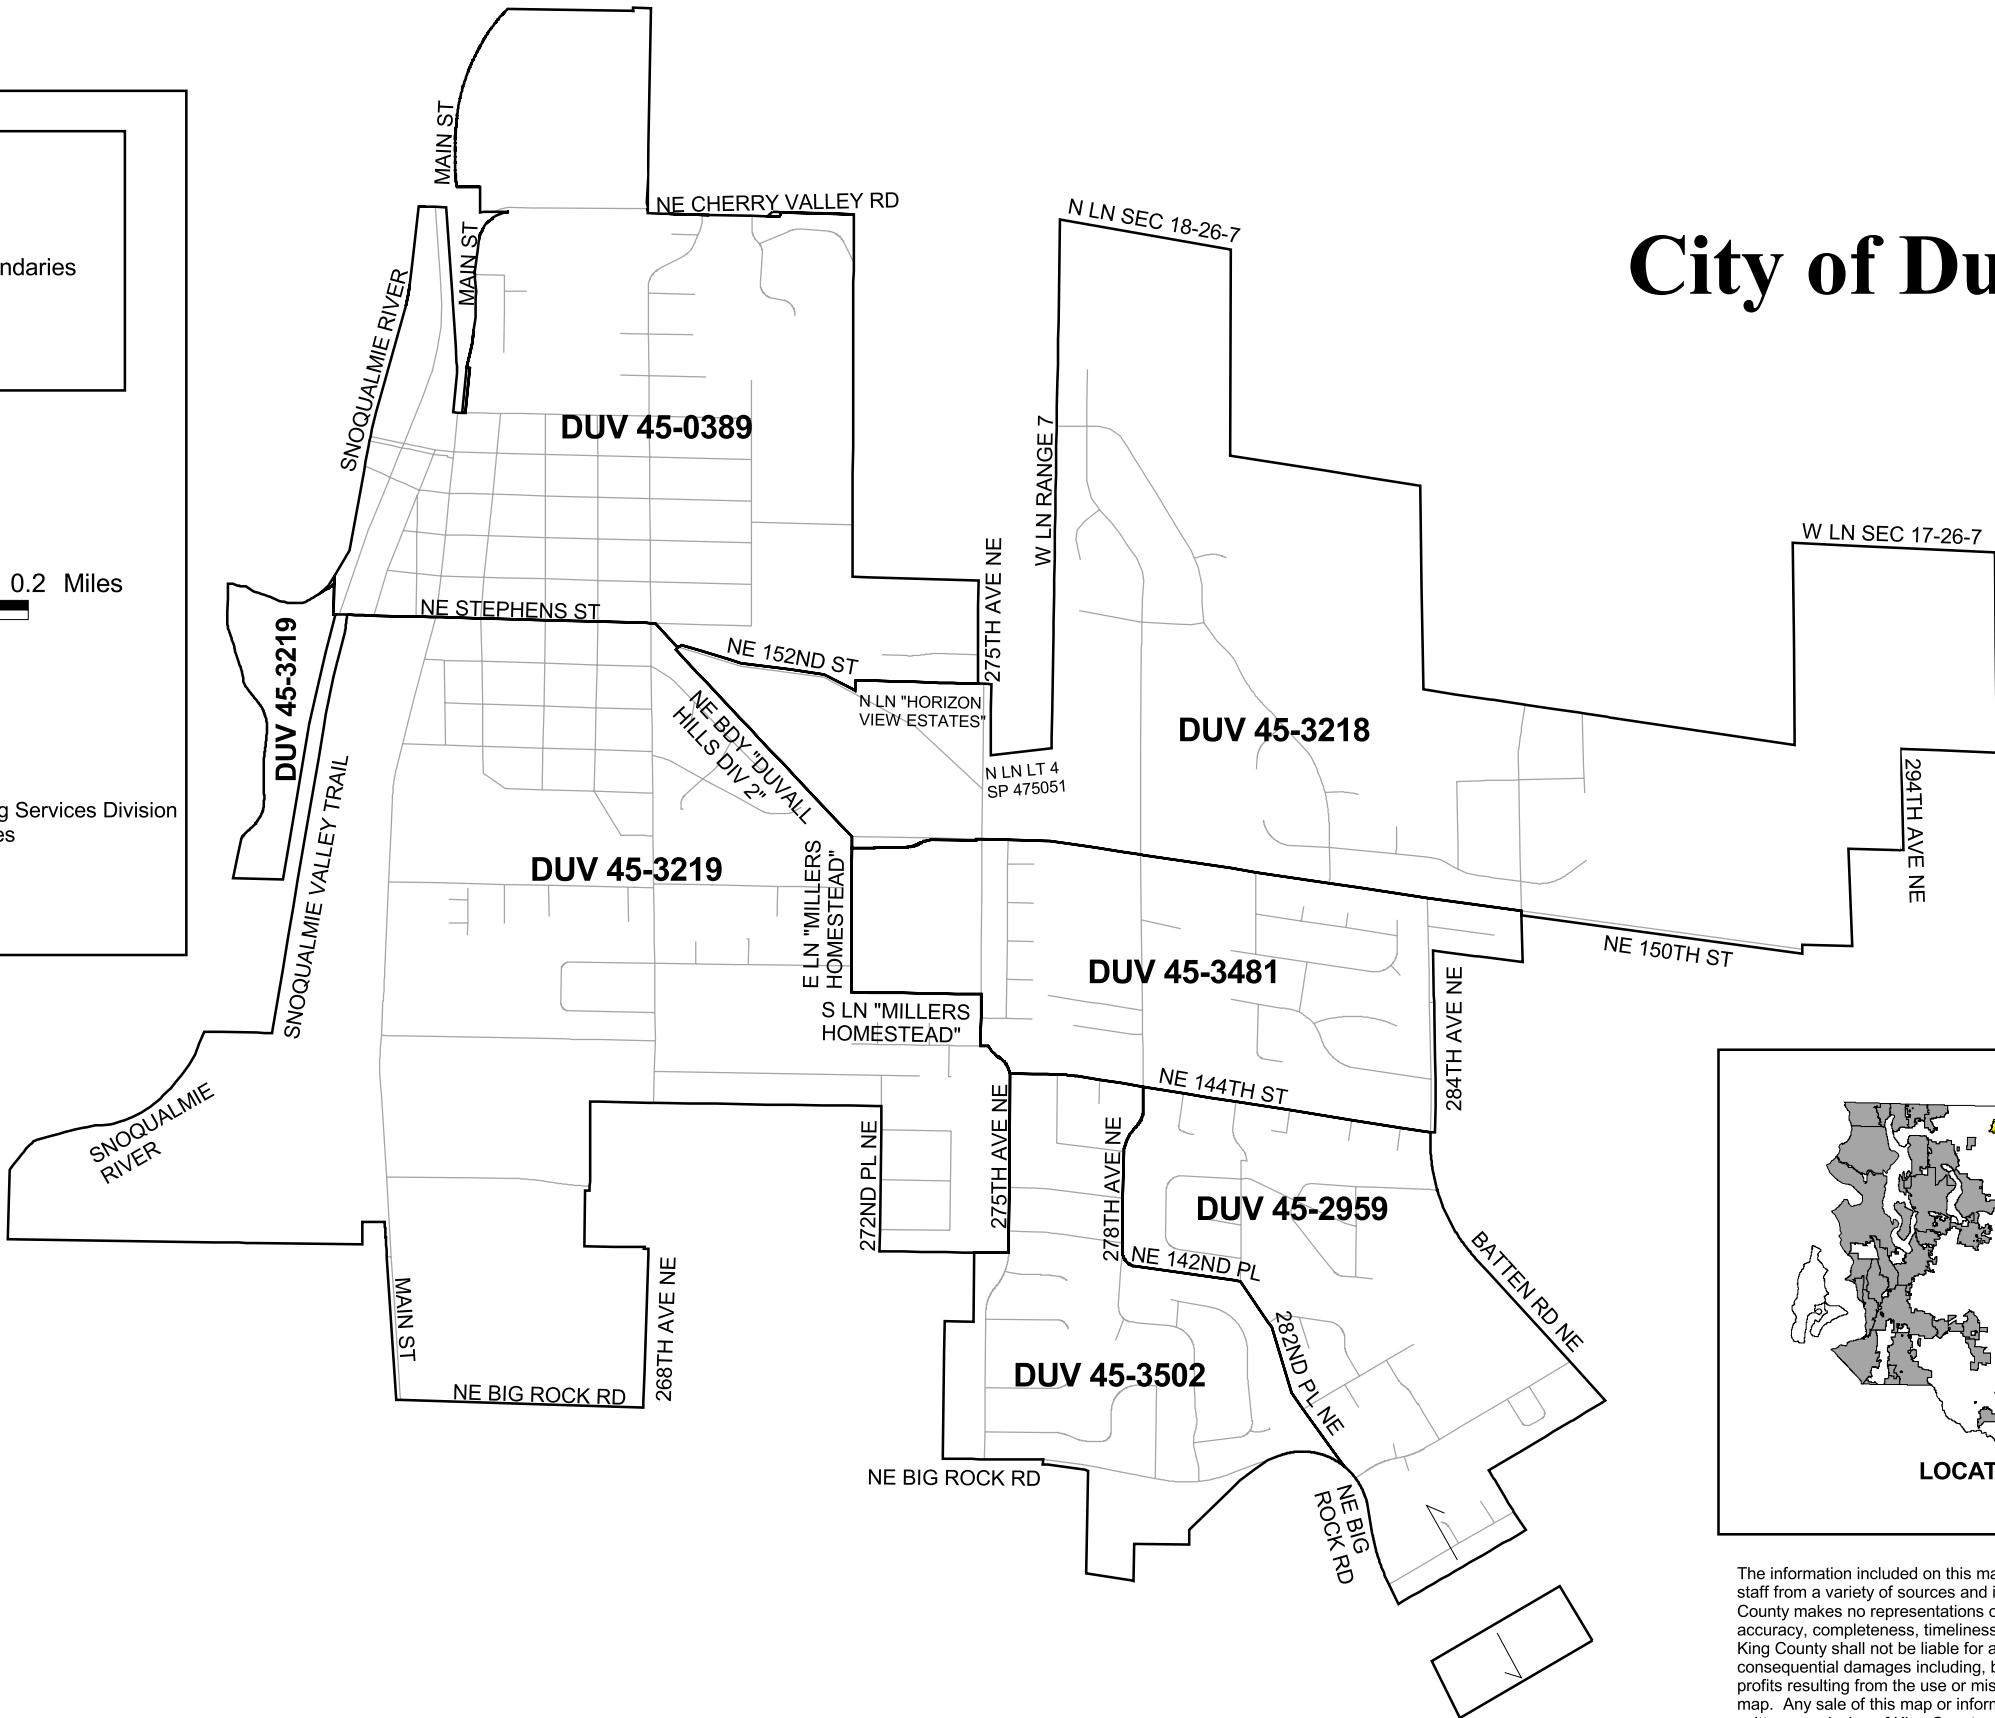 MAIN ST
NE CHERRY VALLEY RD
N LN SEC 18-26-7
City of Du
ndaries
MAIN ST
SNOQUALMIE RIVER
DUV 45-0389
W LN RANGE 7
W LN SEC 17-26-7
0.2 Miles
275TH AVE NE
NE STEPHENS ST
NE 152ND ST
DUV 45-3219
N LN "HORIZON
VIEW ESTATES"
NE BDY "DUVALL
HILLS DIV 2"
DUV 45-3218
N LN LT 4
SP 475051
g Services Division
es
SNOQUALMIE VALLEY TRAIL
294TH AVE NE
DUV 45-3219
E LN "MILLERS
HOMESTEAD"
NE 150TH ST
DUV 45-3481
S LN "MILLERS
HOMESTEAD"
284TH AVE NE
NE 144TH ST
SNOQUALMIE
RIVER
272ND PL NE
275TH AVE NE
278TH AVE NE
DUV 45-2959
BATTEN RD NE
NE 142ND PL
MAIN ST
268TH AVE NE
282ND PL NE
DUV 45-3502
NE BIG ROCK RD
NE BIG ROCK RD
NE BIG
ROCK RD
LOCAT
The information included on this ma
staff from a variety of sources and i
County makes no representations o
accuracy, completeness, timeliness
King County shall not be liable for a
consequential damages including, b
profits resulting from the use or mis
map. Any sale of this map or inform